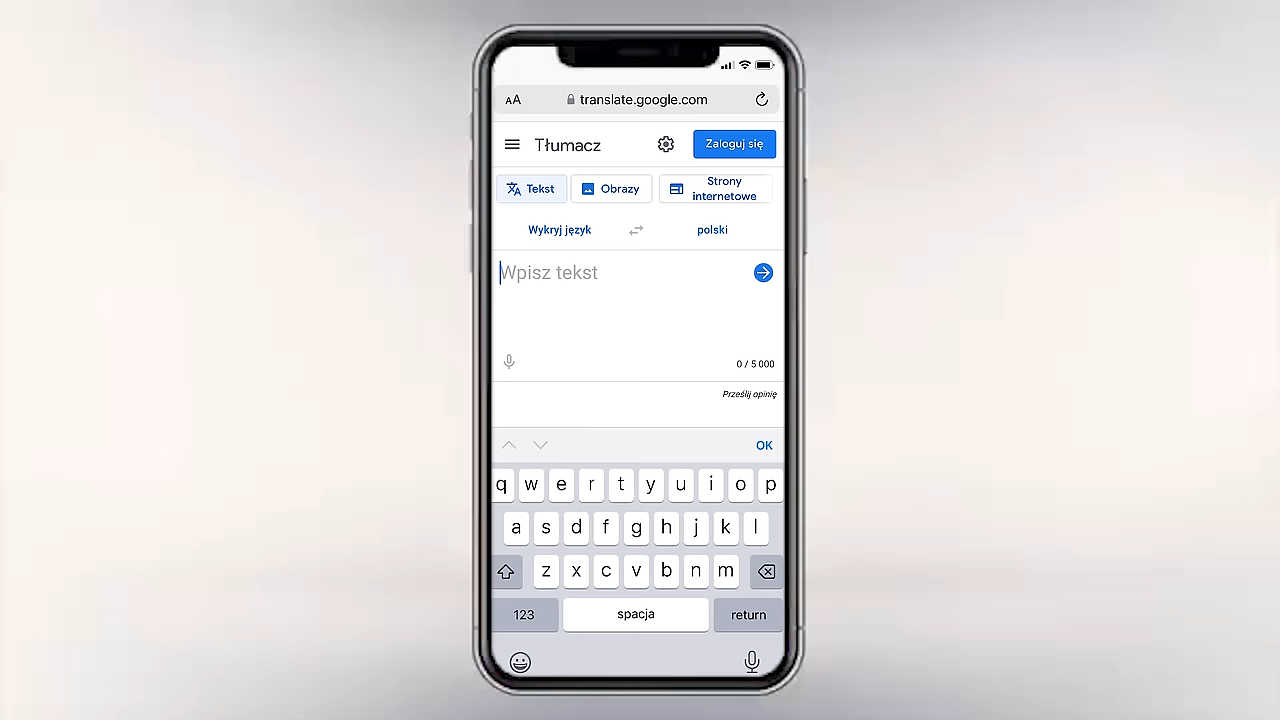 AA translate.google.com
Tłumacz Zaloguj się
Tekst Obrazy Strony internetowe
Wykryj język polski
Wpisz tekst
0 / 5 000
Prześlij opinię
OK
q w e r t y u i o p
a s d f g h j k l
z x c v b n m
123 spacja return